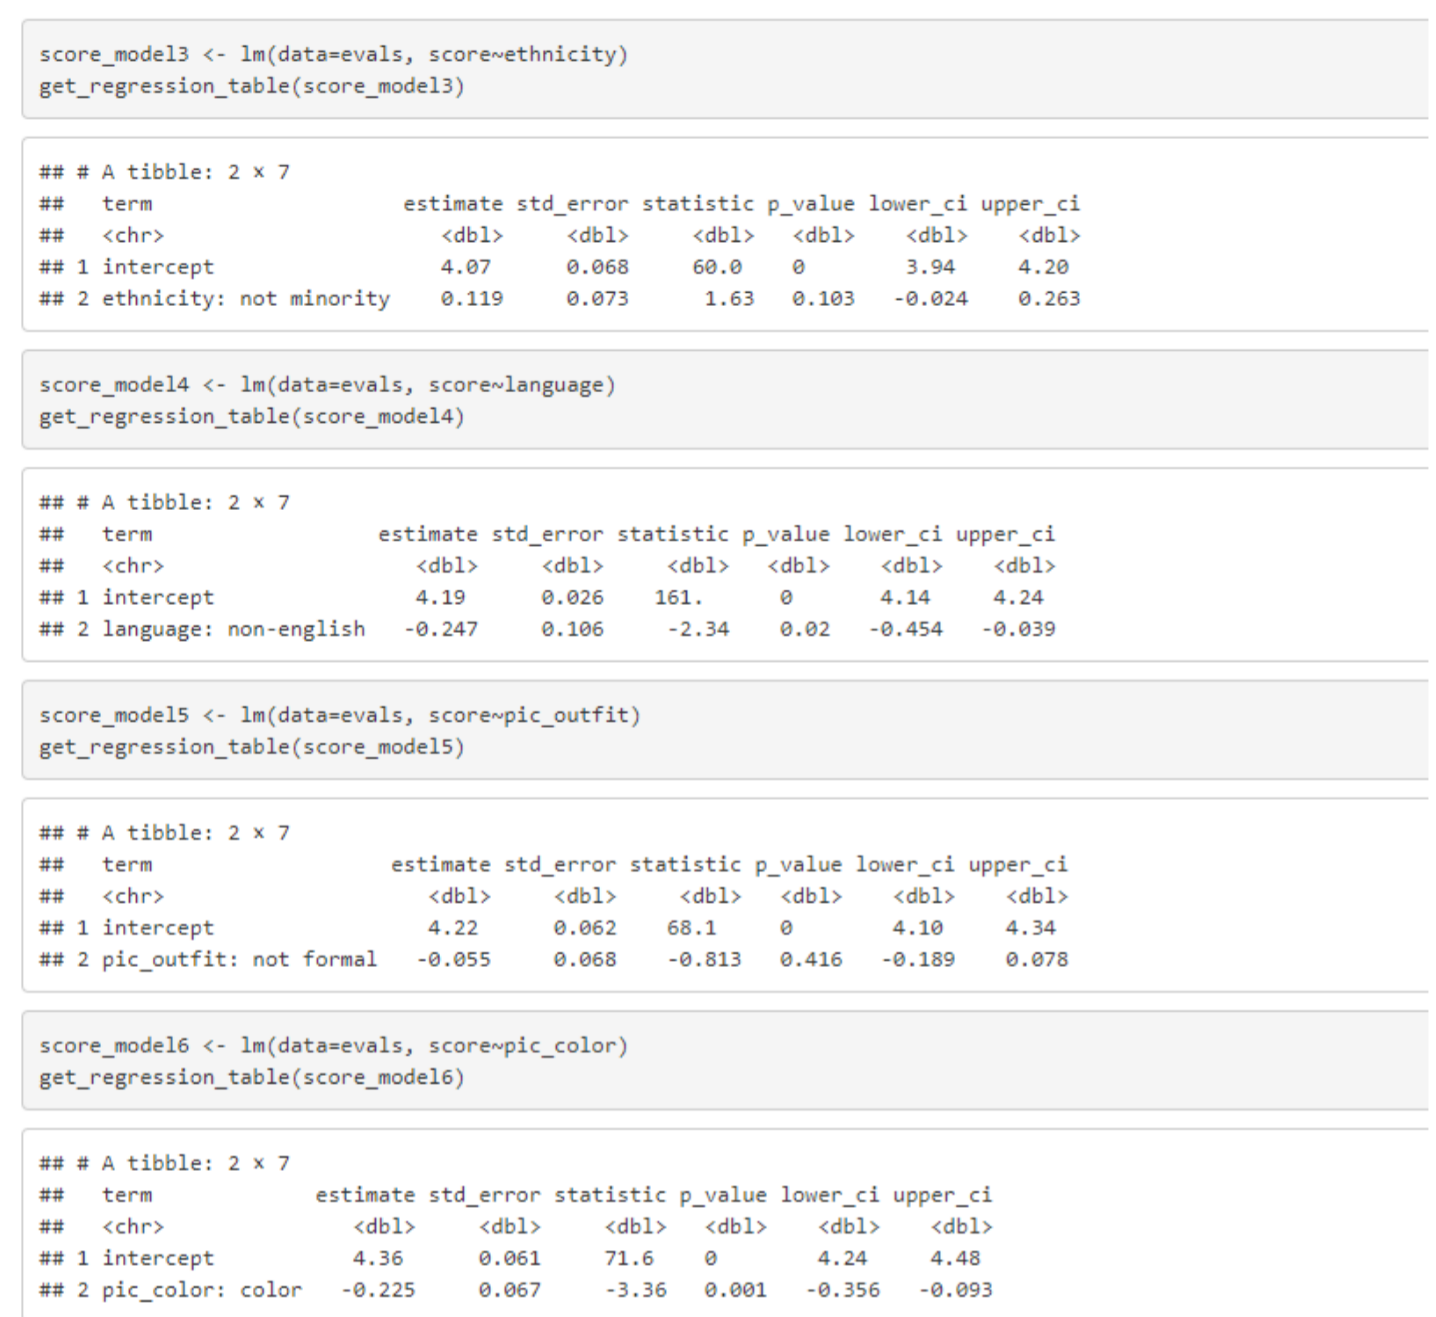 score_model3 <- lm(data=evals, score~ethnicity)
get_regression_table(score_model3)
## # A tibble: 2 × 7
##   term                    estimate std_error statistic p_value lower_ci upper_ci
##   <chr>                      <dbl>     <dbl>     <dbl>   <dbl>    <dbl>    <dbl>
## 1 intercept                  4.07      0.068     60.0    0        3.94     4.20
## 2 ethnicity: not minority    0.119     0.073      1.63   0.103   -0.024    0.263
score_model4 <- lm(data=evals, score~language)
get_regression_table(score_model4)
## # A tibble: 2 × 7
##   term                  estimate std_error statistic p_value lower_ci upper_ci
##   <chr>                    <dbl>     <dbl>     <dbl>   <dbl>    <dbl>    <dbl>
## 1 intercept                4.19      0.026    161.      0        4.14     4.24
## 2 language: non-english   -0.247     0.106     -2.34    0.02   -0.454   -0.039
score_model5 <- lm(data=evals, score~pic_outfit)
get_regression_table(score_model5)
## # A tibble: 2 × 7
##   term                   estimate std_error statistic p_value lower_ci upper_ci
##   <chr>                     <dbl>     <dbl>     <dbl>   <dbl>    <dbl>    <dbl>
## 1 intercept                 4.22      0.062    68.1     0        4.10     4.34
## 2 pic_outfit: not formal   -0.055     0.068    -0.813   0.416   -0.189    0.078
score_model6 <- lm(data=evals, score~pic_color)
get_regression_table(score_model6)
## # A tibble: 2 × 7
##   term             estimate std_error statistic p_value lower_ci upper_ci
##   <chr>               <dbl>     <dbl>     <dbl>   <dbl>    <dbl>    <dbl>
## 1 intercept           4.36      0.061     71.6    0        4.24     4.48
## 2 pic_color: color   -0.225     0.067     -3.36   0.001   -0.356   -0.093